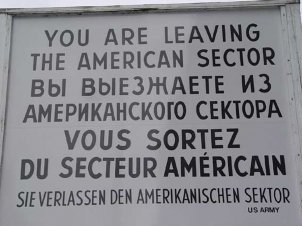 YOU ARE LEAVING
THE AMERICAN SECTOR
ВЫ ВЫЕЗЖАЕТЕ ИЗ
АМЕРИКАНСКОГО СЕКТОРА
VOUS SORTEZ
DU SECTEUR AMÉRICAIN
SIE VERLASSEN DEN AMERIKANISCHEN SEKTOR
US ARMY